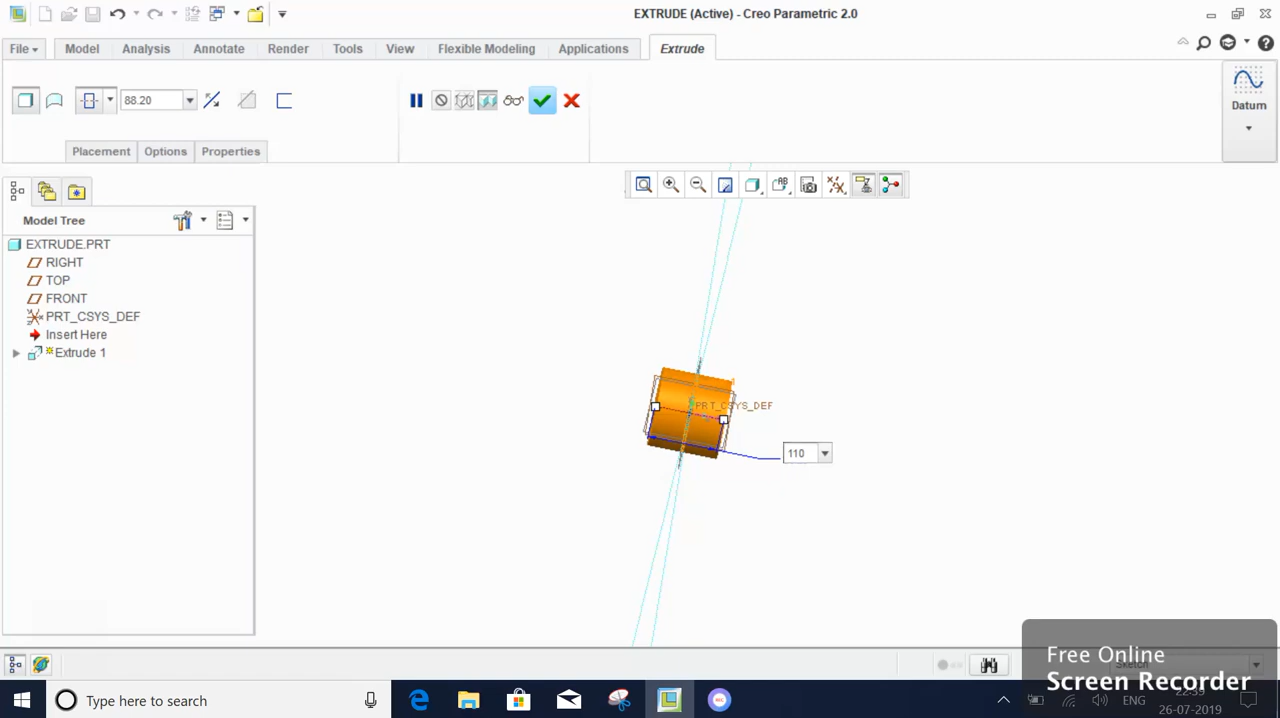 EXTRUDE (Active) - Creo Parametric 2.0
File
Model
Analysis
Annotate
Render
Tools
View
Flexible Modeling
Applications
Extrude
88.20
Datum
Placement
Options
Properties
Model Tree
EXTRUDE.PRT
RIGHT
TOP
FRONT
PRT_CSYS_DEF
Insert Here
Extrude 1
PRT_CSYS_DEF
110
Free Online
Screen Recorder
Type here to search
ENG
26-07-2019